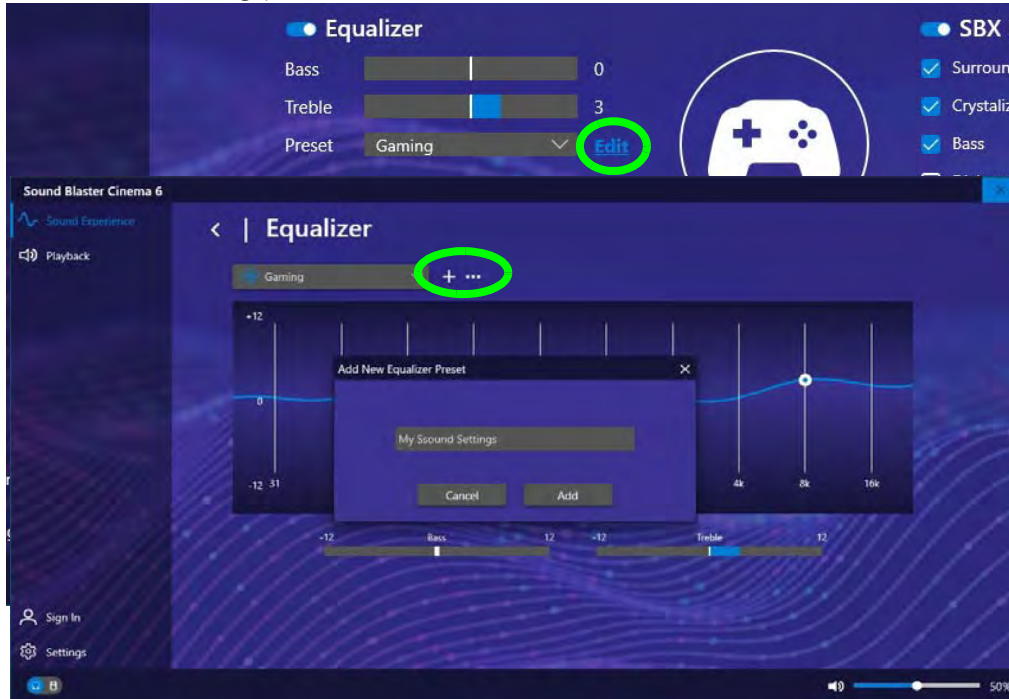 Equalizer
SBX
Bass 0
Surroun
Treble 3
Crystaliz
Preset Gaming Edit
Bass
Sound Blaster Cinema 6
Sound Experience
Playback
< | Equalizer
Gaming + ...
+12
0
-12 31 4k 8k 16k
Add New Equalizer Preset
My Ssound Settings
Cancel Add
-12 Bass 12 -12 Treble 12
Sign In
Settings
50%